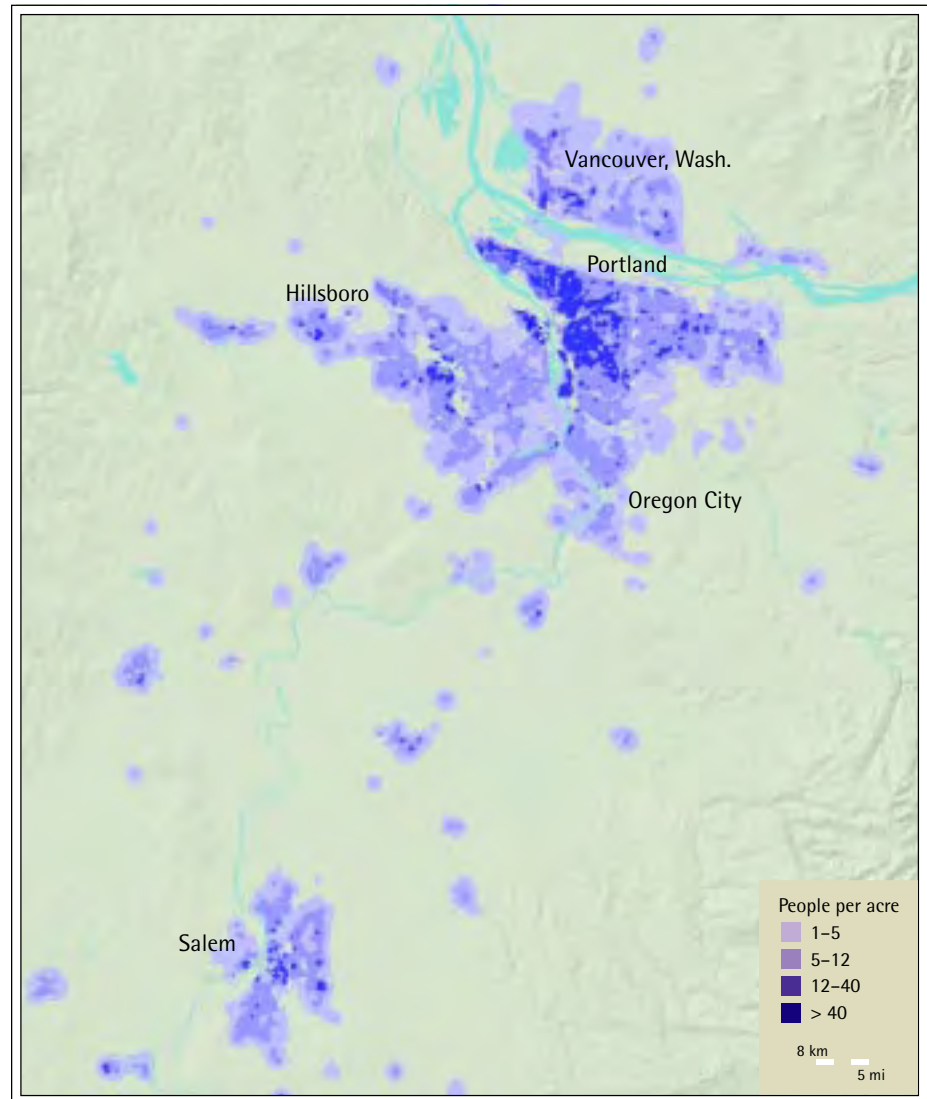 Vancouver, Wash.
Portland
Hillsboro
Oregon City
Salem
People per acre
1–5
5–12
12–40
> 40
8 km
5 mi